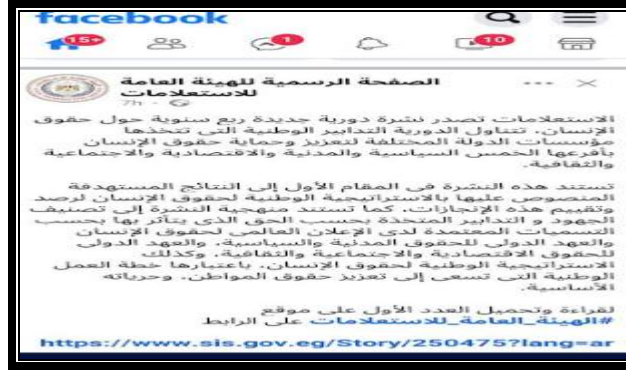 facebook
15+
1
10
الصفحة الرسمية للهيئة العامة
للاستعلامات
7h
الاستعلامات تصدر نشرة دورية جديدة ربع سنوية حول حقوق
الإنسان، تتناول الدورية التدابير الوطنية التى تتخذها
مؤسسات الدولة المختلفة لتعزيز وحماية حقوق الإنسان
بأفرعها الخمس السياسية والمدنية والاقتصادية والاجتماعية
والثقافية.
تستند هذه النشرة فى المقام الأول إلى النتائج المستهدفة
المنصوص عليها بالاستراتيجية الوطنية لحقوق الإنسان لرصد
وتقييم هذه الإنجازات، كما تستند منهجية النشرة إلى تصنيف
الجهود و التدابير المتخذة بحسب الحق الذى يتأثر بها بحسب
التسميات المعتمدة لدى الإعلان العالمى لحقوق الإنسان
والعهد الدولى للحقوق المدنية والسياسية، والعهد الدولى
للحقوق الاقتصادية والاجتماعية والثقافية، وكذلك
الاستراتيجية الوطنية لحقوق الإنسان، باعتبارها خطة العمل
الوطنية التى تسعى إلى تعزيز حقوق المواطن، وحرياته
الأساسية.
لقراءة وتحميل العدد الأول على موقع
#الهيئة_العامة_للاستعلامات على الرابط
https://www.sis.gov.eg/Story/250475?lang=ar